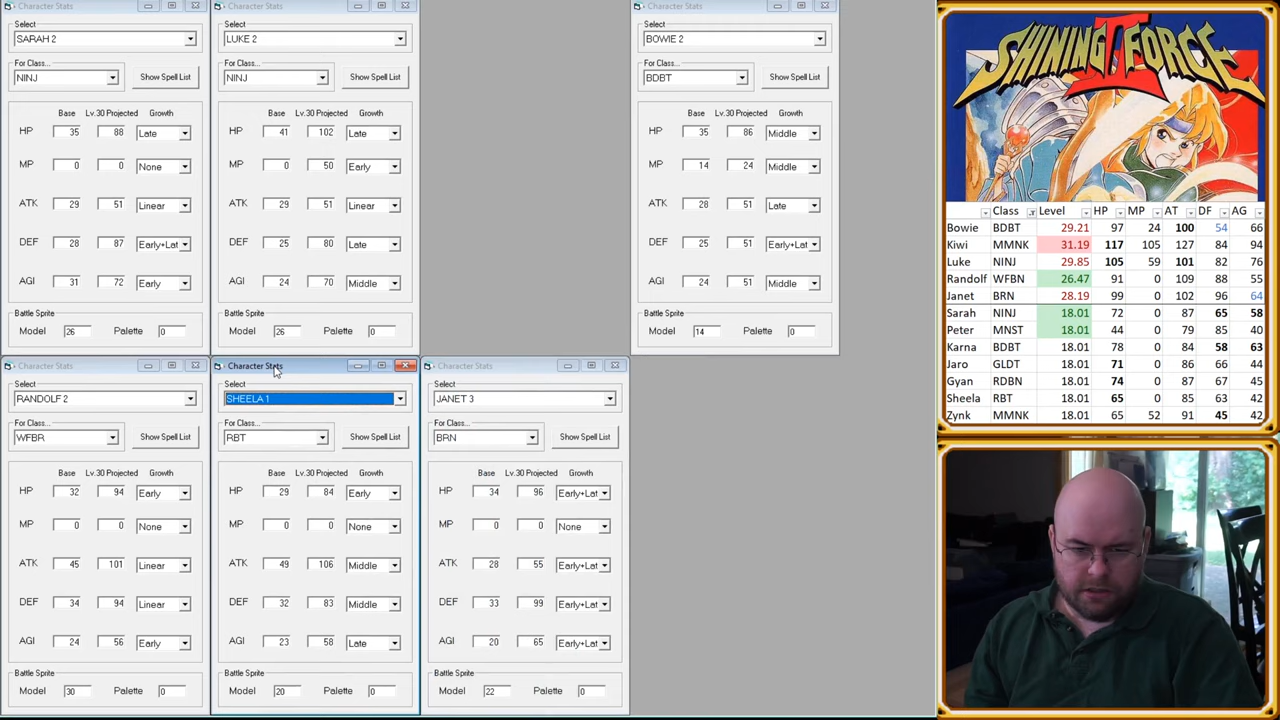 Character Stats
Select
SARAH 2
For Class...
NINJ
Show Spell List
Base Lv.30 Projected Growth
HP 35 88 Late
MP 0 0 None
ATK 29 51 Linear
DEF 28 87 Early+Lat
AGI 31 72 Early
Battle Sprite
Model 26 Palette 0
Character Stats
Select
LUKE 2
For Class...
NINJ
Show Spell List
Base Lv.30 Projected Growth
HP 41 102 Late
MP 0 50 Early
ATK 29 51 Linear
DEF 25 80 Late
AGI 24 70 Middle
Battle Sprite
Model 26 Palette 0
Character Stats
Select
BOWIE 2
For Class...
BDBT
Show Spell List
Base Lv.30 Projected Growth
HP 35 86 Middle
MP 14 24 Middle
ATK 28 51 Late
DEF 25 51 Early+Lat
AGI 24 51 Middle
Battle Sprite
Model 14 Palette 0
Character Stats
Select
RANDOLF 2
For Class...
WFBR
Show Spell List
Base Lv.30 Projected Growth
HP 32 94 Early
MP 0 0 None
ATK 45 101 Linear
DEF 34 94 Linear
AGI 24 56 Early
Battle Sprite
Model 30 Palette 0
Character Stats
Select
SHEELA 1
For Class...
RBT
Show Spell List
Base Lv.30 Projected Growth
HP 29 84 Early
MP 0 0 None
ATK 49 106 Middle
DEF 32 83 Middle
AGI 23 58 Late
Battle Sprite
Model 20 Palette 0
Character Stats
Select
JANET 3
For Class...
BRN
Show Spell List
Base Lv.30 Projected Growth
HP 34 96 Early+Lat
MP 0 0 None
ATK 28 55 Early+Lat
DEF 33 99 Early+Lat
AGI 20 65 Early+Lat
Battle Sprite
Model 22 Palette 0
SHINING FORCE
II
Class Level HP MP AT DF AG
Bowie BDBT 29.21 97 24 100 54 66
Kiwi MMNK 31.19 117 105 127 84 94
Luke NINJ 29.85 105 59 101 82 76
Randolf WFBN 26.47 91 0 109 88 55
Janet BRN 28.19 99 0 102 96 64
Sarah NINJ 18.01 72 0 87 65 58
Peter MNST 18.01 44 0 79 85 40
Karna BDBT 18.01 78 0 84 58 63
Jaro GLDT 18.01 71 0 86 66 44
Gyan RDBN 18.01 74 0 87 67 45
Sheela RBT 18.01 65 0 85 63 42
Zynk MMNK 18.01 65 52 91 45 42